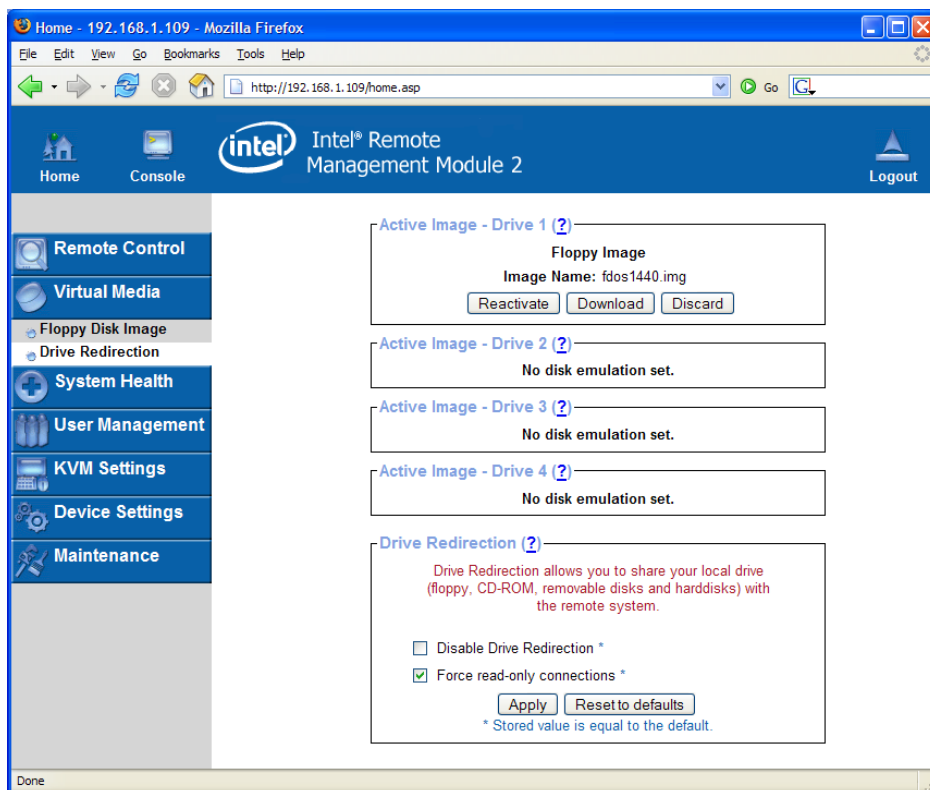 Home - 192.168.1.109 - Mozilla Firefox
File Edit View Go Bookmarks Tools Help
http://192.168.1.109/home.asp Go G
Home Console intel Intel® Remote
Management Module 2 Logout
Remote Control
Virtual Media
Floppy Disk Image
Drive Redirection
System Health
User Management
KVM Settings
Device Settings
Maintenance
Active Image - Drive 1 (?)
Floppy Image
Image Name: fdos1440.img
Reactivate Download Discard
Active Image - Drive 2 (?)
No disk emulation set.
Active Image - Drive 3 (?)
No disk emulation set.
Active Image - Drive 4 (?)
No disk emulation set.
Drive Redirection (?)
Drive Redirection allows you to share your local drive
(floppy, CD-ROM, removable disks and harddisks) with
the remote system.
Disable Drive Redirection *
Force read-only connections *
Apply Reset to defaults
* Stored value is equal to the default.
Done